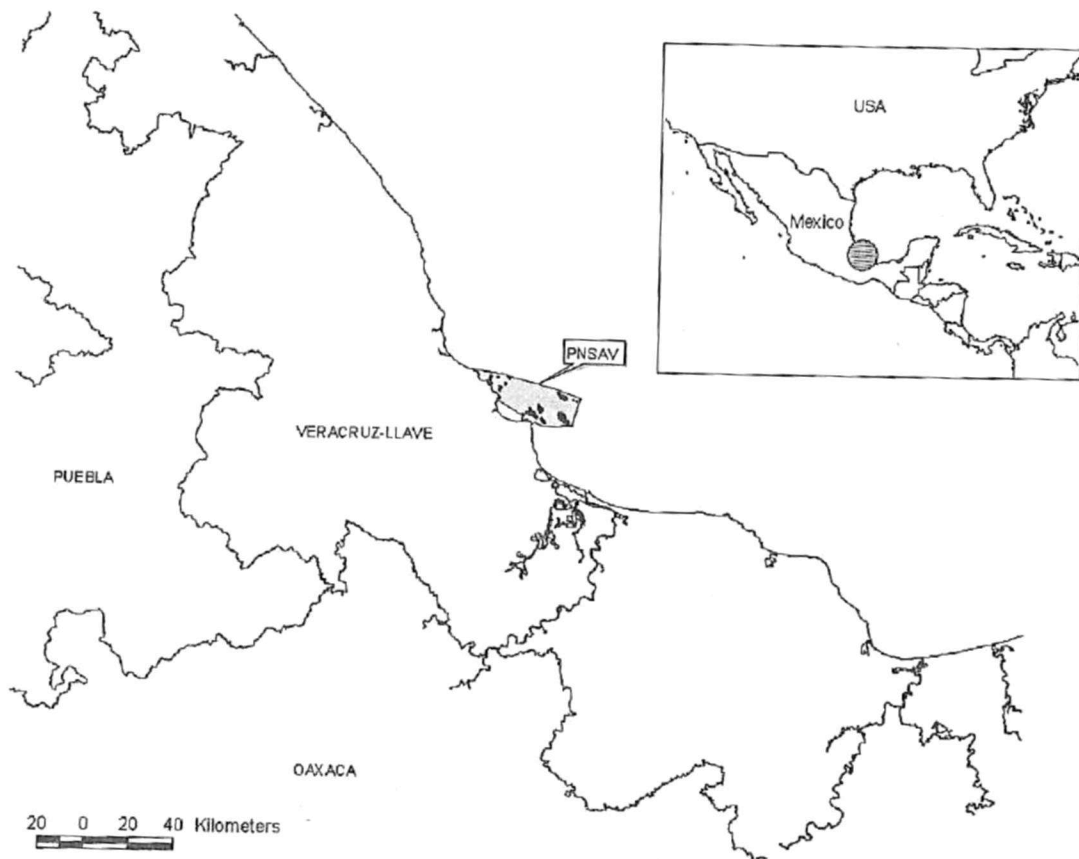 USA
Mexico
PNSAV
VERACRUZ-LLAVE
PUEBLA
OAXACA
20 0 20 40 Kilometers